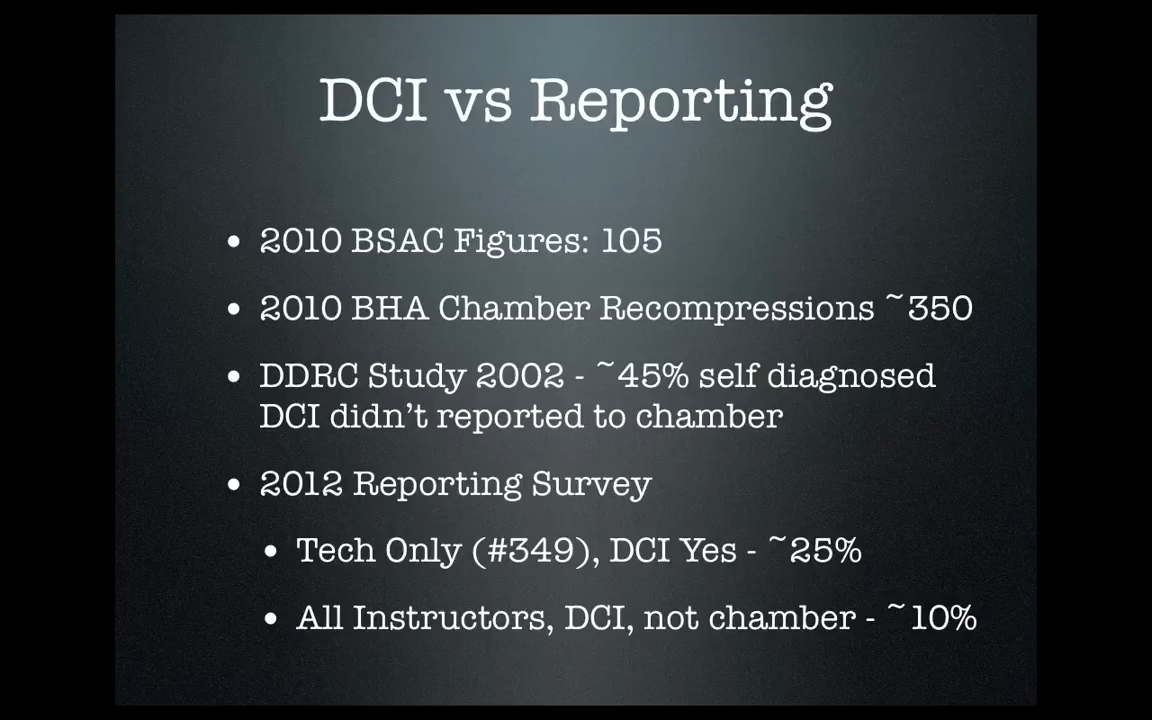 DCI vs Reporting
• 2010 BSAC Figures: 105
• 2010 BHA Chamber Recompressions ~350
• DDRC Study 2002 - ~45% self diagnosed
DCI didn't reported to chamber
• 2012 Reporting Survey
• Tech Only (#349), DCI Yes - ~25%
• All Instructors, DCI, not chamber - ~10%